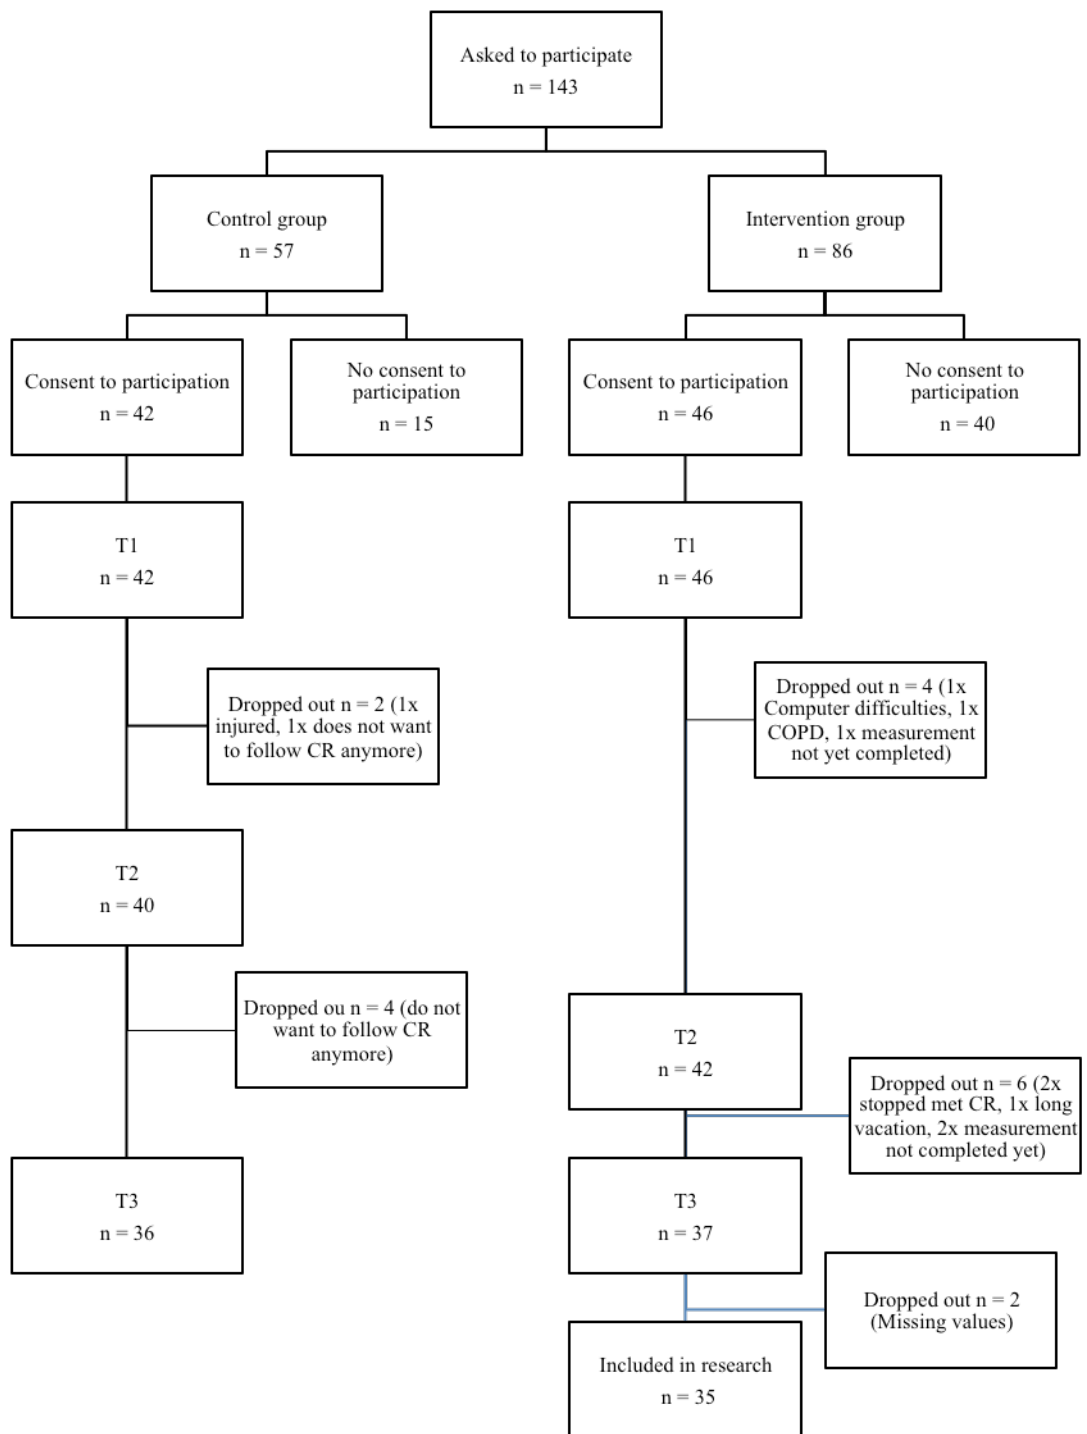 Asked to participate
n = 143
Control group
n = 57
Intervention group
n = 86
Consent to participation
n = 42
No consent to
participation
n = 15
Consent to participation
n = 46
No consent to
participation
n = 40
T1
n = 42
T1
n = 46
Dropped out n = 2 (1x
injured, 1x does not want
to follow CR anymore)
Dropped out n = 4 (1x
Computer difficulties, 1x
COPD, 1x measurement
not yet completed)
T2
n = 40
Dropped ou n = 4 (do not
want to follow CR
anymore)
T2
n = 42
Dropped out n = 6 (2x
stopped met CR, 1x long
vacation, 2x measurement
not completed yet)
T3
n = 36
T3
n = 37
Dropped out n = 2
(Missing values)
Included in research
n = 35